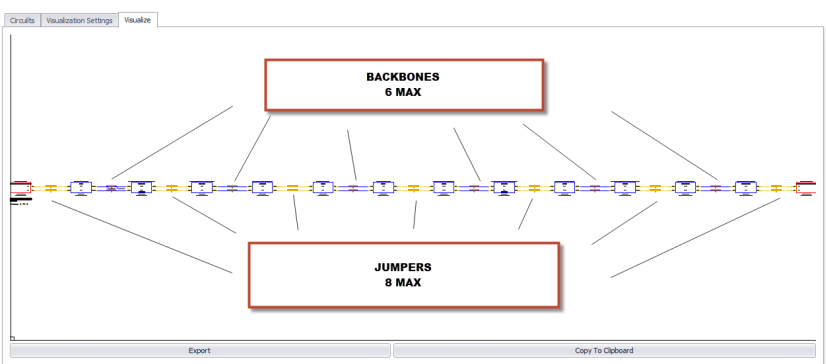 Circuits
Visualization Settings
Visualize
BACKBONES
6 MAX
JUMPERS
8 MAX
Export
Copy To Clipboard